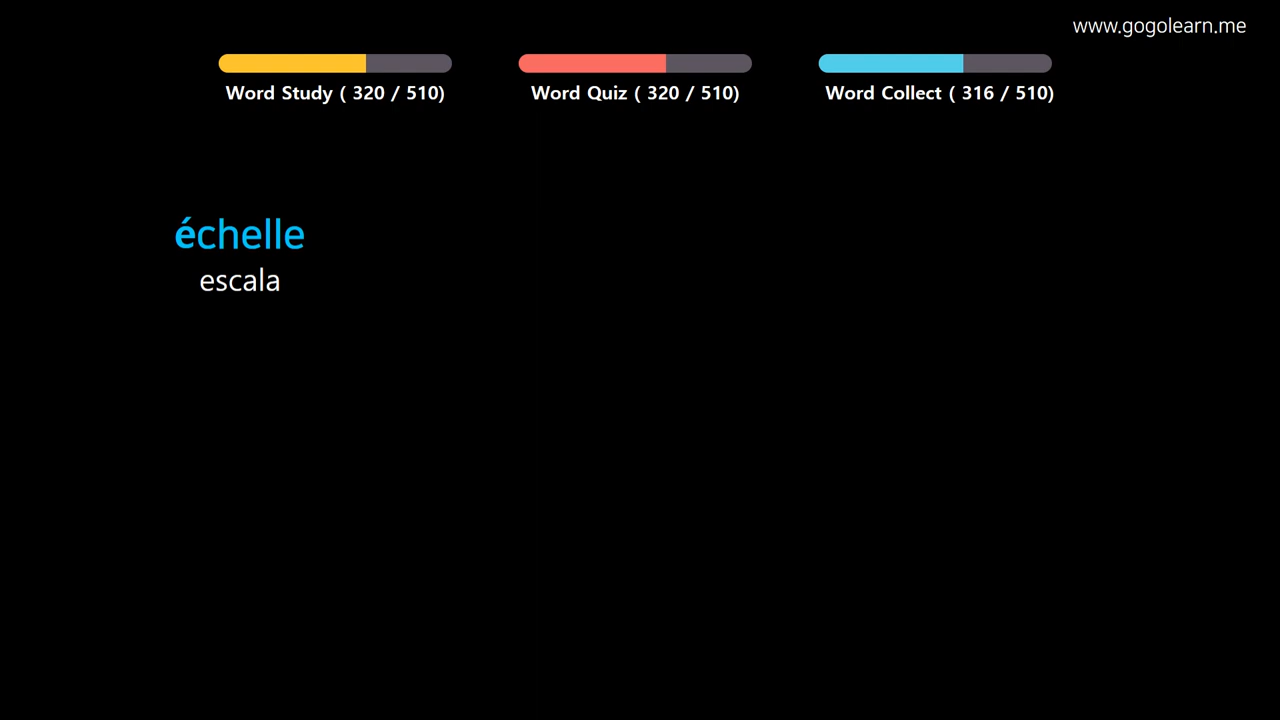 www.gogolearn.me
Word Study ( 320 / 510)
Word Quiz ( 320 / 510)
Word Collect ( 316 / 510)
échelle
escala